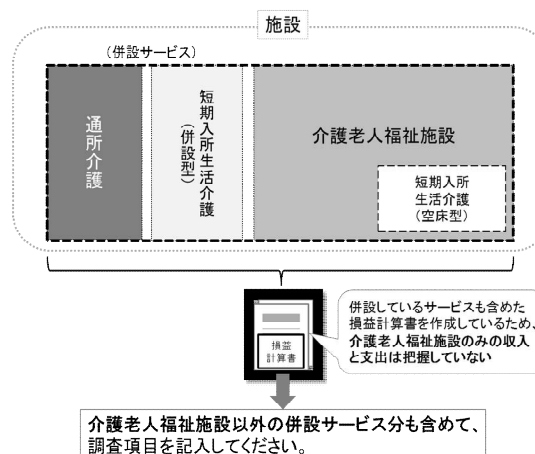 施設
（併設サービス）
通所介護
短期入所生活介護
（併設型）
介護老人福祉施設
短期入所
生活介護
（空床型）
損益
計算書
併設しているサービスも含めた
損益計算書を作成しているため、
介護老人福祉施設のみの収入
と支出は把握していない
介護老人福祉施設以外の併設サービス分も含めて、
調査項目を記入してください。